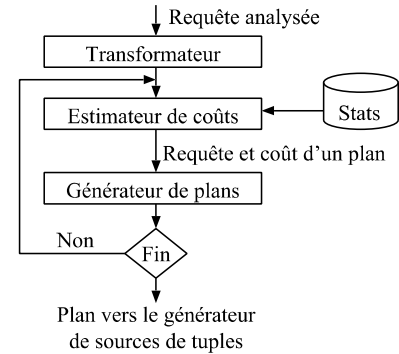 Requête analysée
Transformateur
Estimateur de coûts
Stats
Requête et coût d'un plan
Générateur de plans
Non
Fin
Plan vers le générateur
de sources de tuples